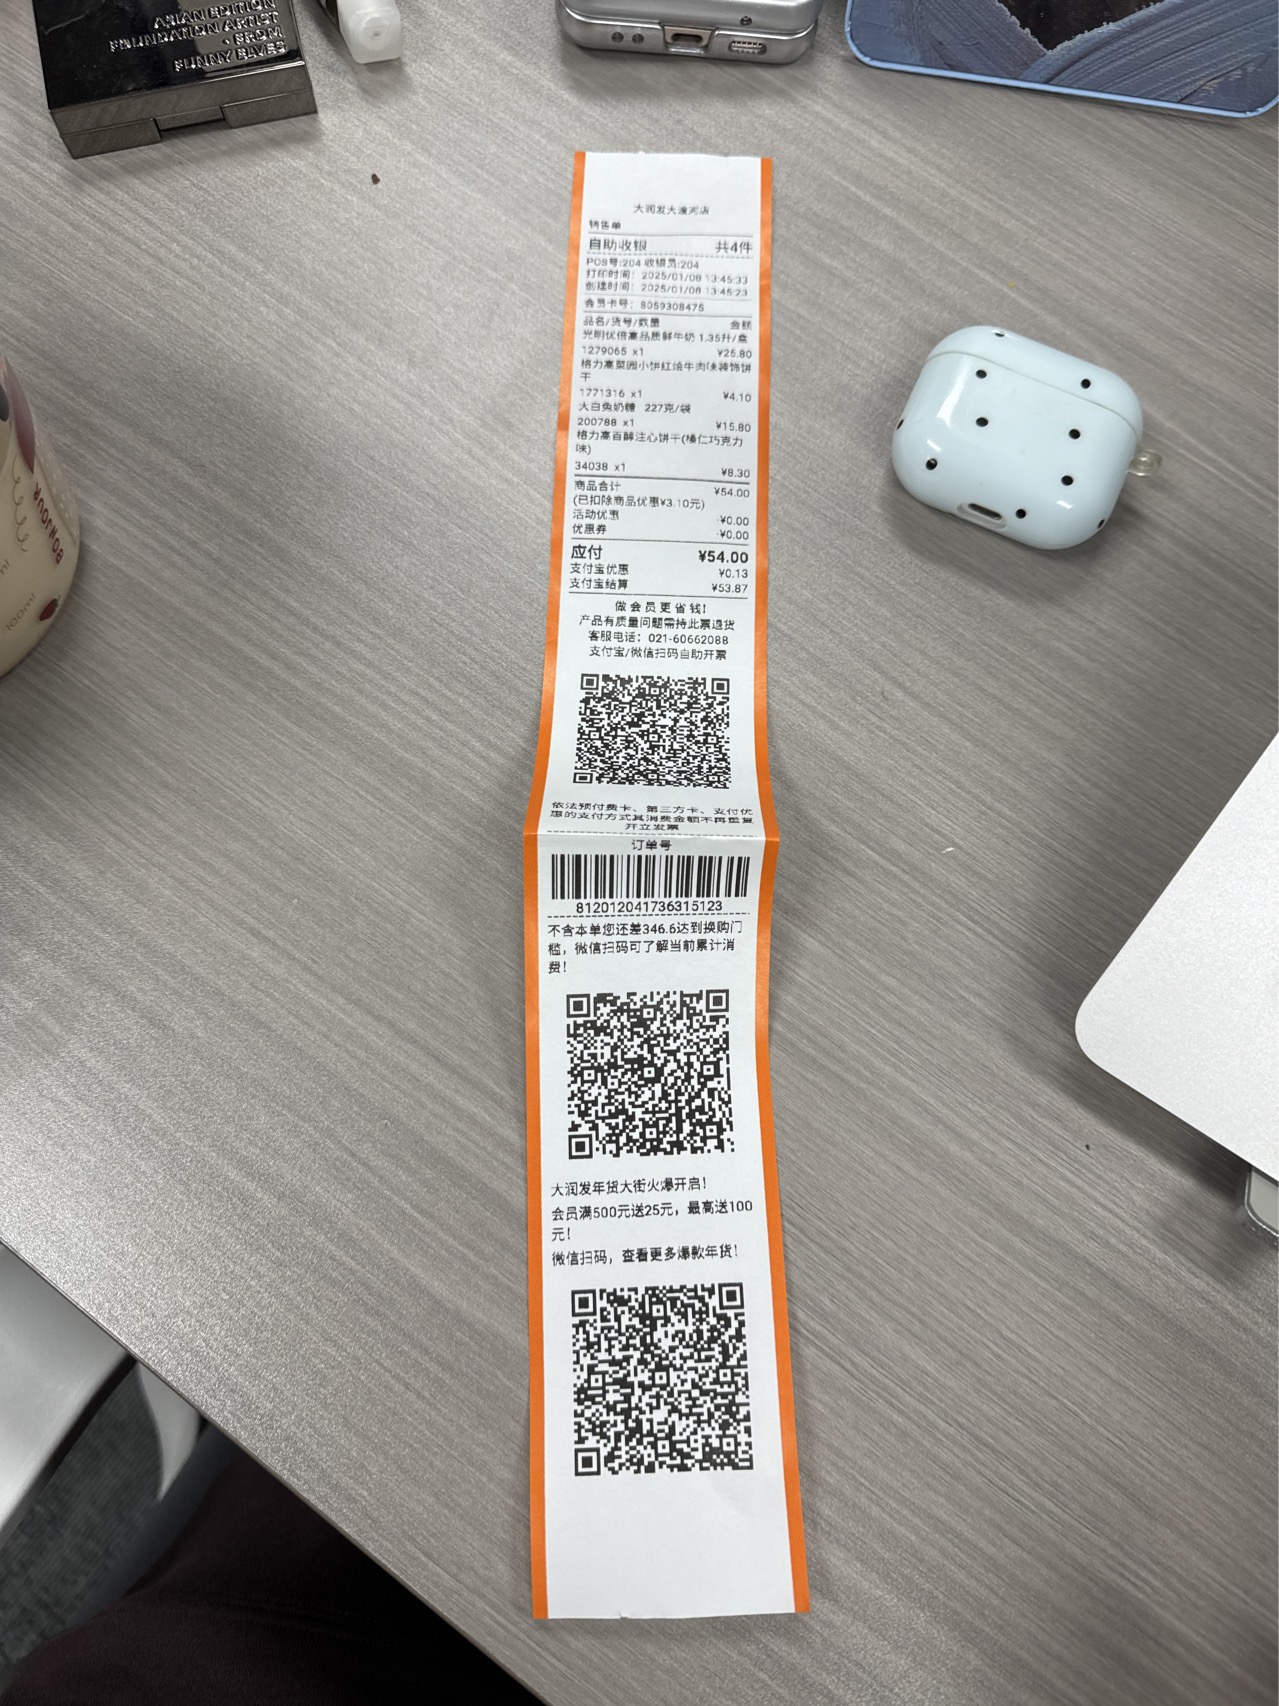 ASIAN EDITION
FOUNDATION ARTIST
• FROM
FUNNY ELVES
BONJOUR
100ml
大润发大渡河店
销售单
自助收银 共4件
POS号:204 收银员:204
打印时间: 2025/01/08 13:45:33
创建时间: 2025/01/08 13:45:23
会员卡号: 8059308475
品名/货号/数量 金额
光明优倍高品质鲜牛奶 1.35升/盒
1279065 x1 ¥25.80
格力高菜园小饼红烧牛肉味装饰饼
干
1771316 x1 ¥4.10
大白兔奶糖 227克/袋
200788 x1 ¥15.80
格力高百醇注心饼干(榛仁巧克力
味)
34038 x1 ¥8.30
商品合计 ¥54.00
(已扣除商品优惠¥3.10元)
活动优惠 -¥0.00
优惠券 -¥0.00
应付 ¥54.00
支付宝优惠 ¥0.13
支付宝结算 ¥53.87
做会员更省钱!
产品有质量问题需持此票退货
客服电话: 021-60662088
支付宝/微信扫码自助开票
依法预付费卡、第三方卡、支付优
惠的支付方式其消费金额不再重复
开立发票
订单号
812012041736315123
不含本单您还差346.6达到换购门
槛, 微信扫码可了解当前累计消
费!
大润发年货大街火爆开启!
会员满500元送25元, 最高送100
元!
微信扫码, 查看更多爆款年货!